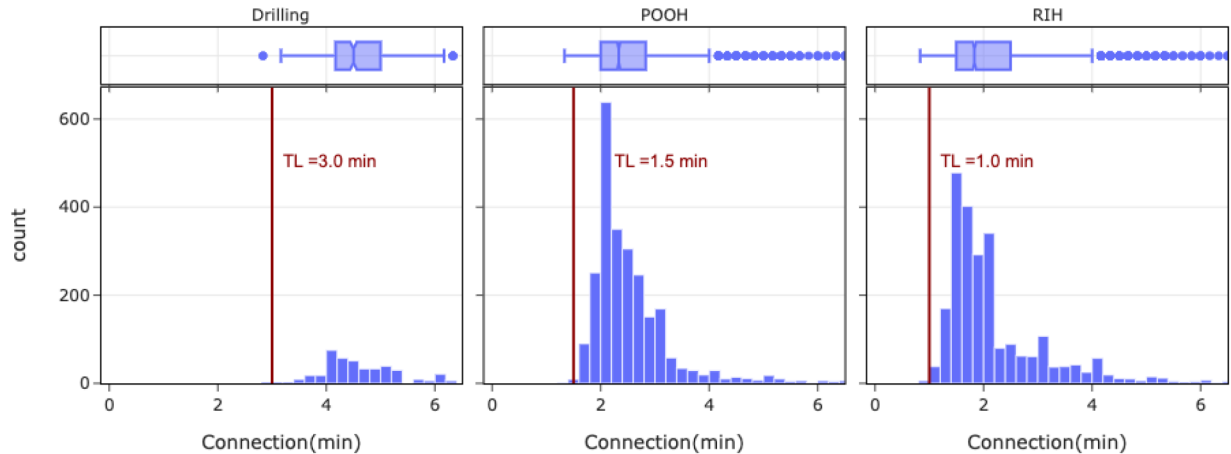 Drilling
POOH
RIH
600
400
200
0
count
TL =3.0 min
TL =1.5 min
TL =1.0 min
0 2 4 6
0 2 4 6
0 2 4 6
Connection(min)
Connection(min)
Connection(min)